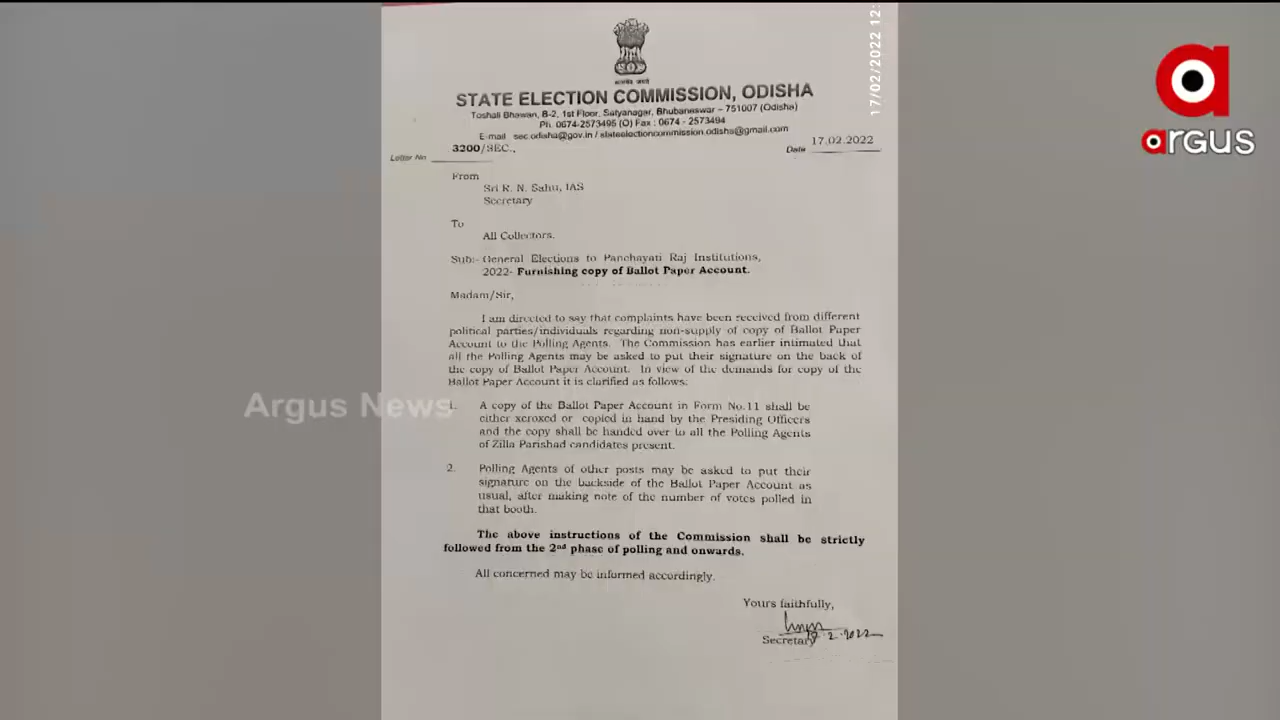 सत्यमेव जयते
STATE ELECTION COMMISSION, ODISHA
Toshali Bhawan, B-2, 1st Floor, Satyanagar, Bhubaneswar – 751007 (Odisha)
Ph. 0674-2573495 (O) Fax : 0674 - 2573494
E-mail sec.odisha@gov.in / stateelectioncommission.odisha@gmail.com
Letter No 3200/SEC., Date 17.02.2022
From
Sri R. N. Sahu, IAS
Secretary
To
All Collectors.
Sub:- General Elections to Panchayati Raj Institutions,
2022- Furnishing copy of Ballot Paper Account.
Madam/Sir,
I am directed to say that complaints have been received from different
political parties/individuals regarding non-supply of copy of Ballot Paper
Account to the Polling Agents. The Commission has earlier intimated that
all the Polling Agents may be asked to put their signature on the back of
the copy of Ballot Paper Account. In view of the demands for copy of the
Ballot Paper Account it is clarified as follows:
1. A copy of the Ballot Paper Account in Form No.11 shall be
either xeroxed or copied in hand by the Presiding Officers
and the copy shall be handed over to all the Polling Agents
of Zilla Parishad candidates present.
2. Polling Agents of other posts may be asked to put their
signature on the backside of the Ballot Paper Account as
usual, after making note of the number of votes polled in
that booth.
The above instructions of the Commission shall be strictly
followed from the 2nd phase of polling and onwards.
All concerned may be informed accordingly.
Yours faithfully,
Secretary 2.2022
17/02/2022 12:
argus
Argus News